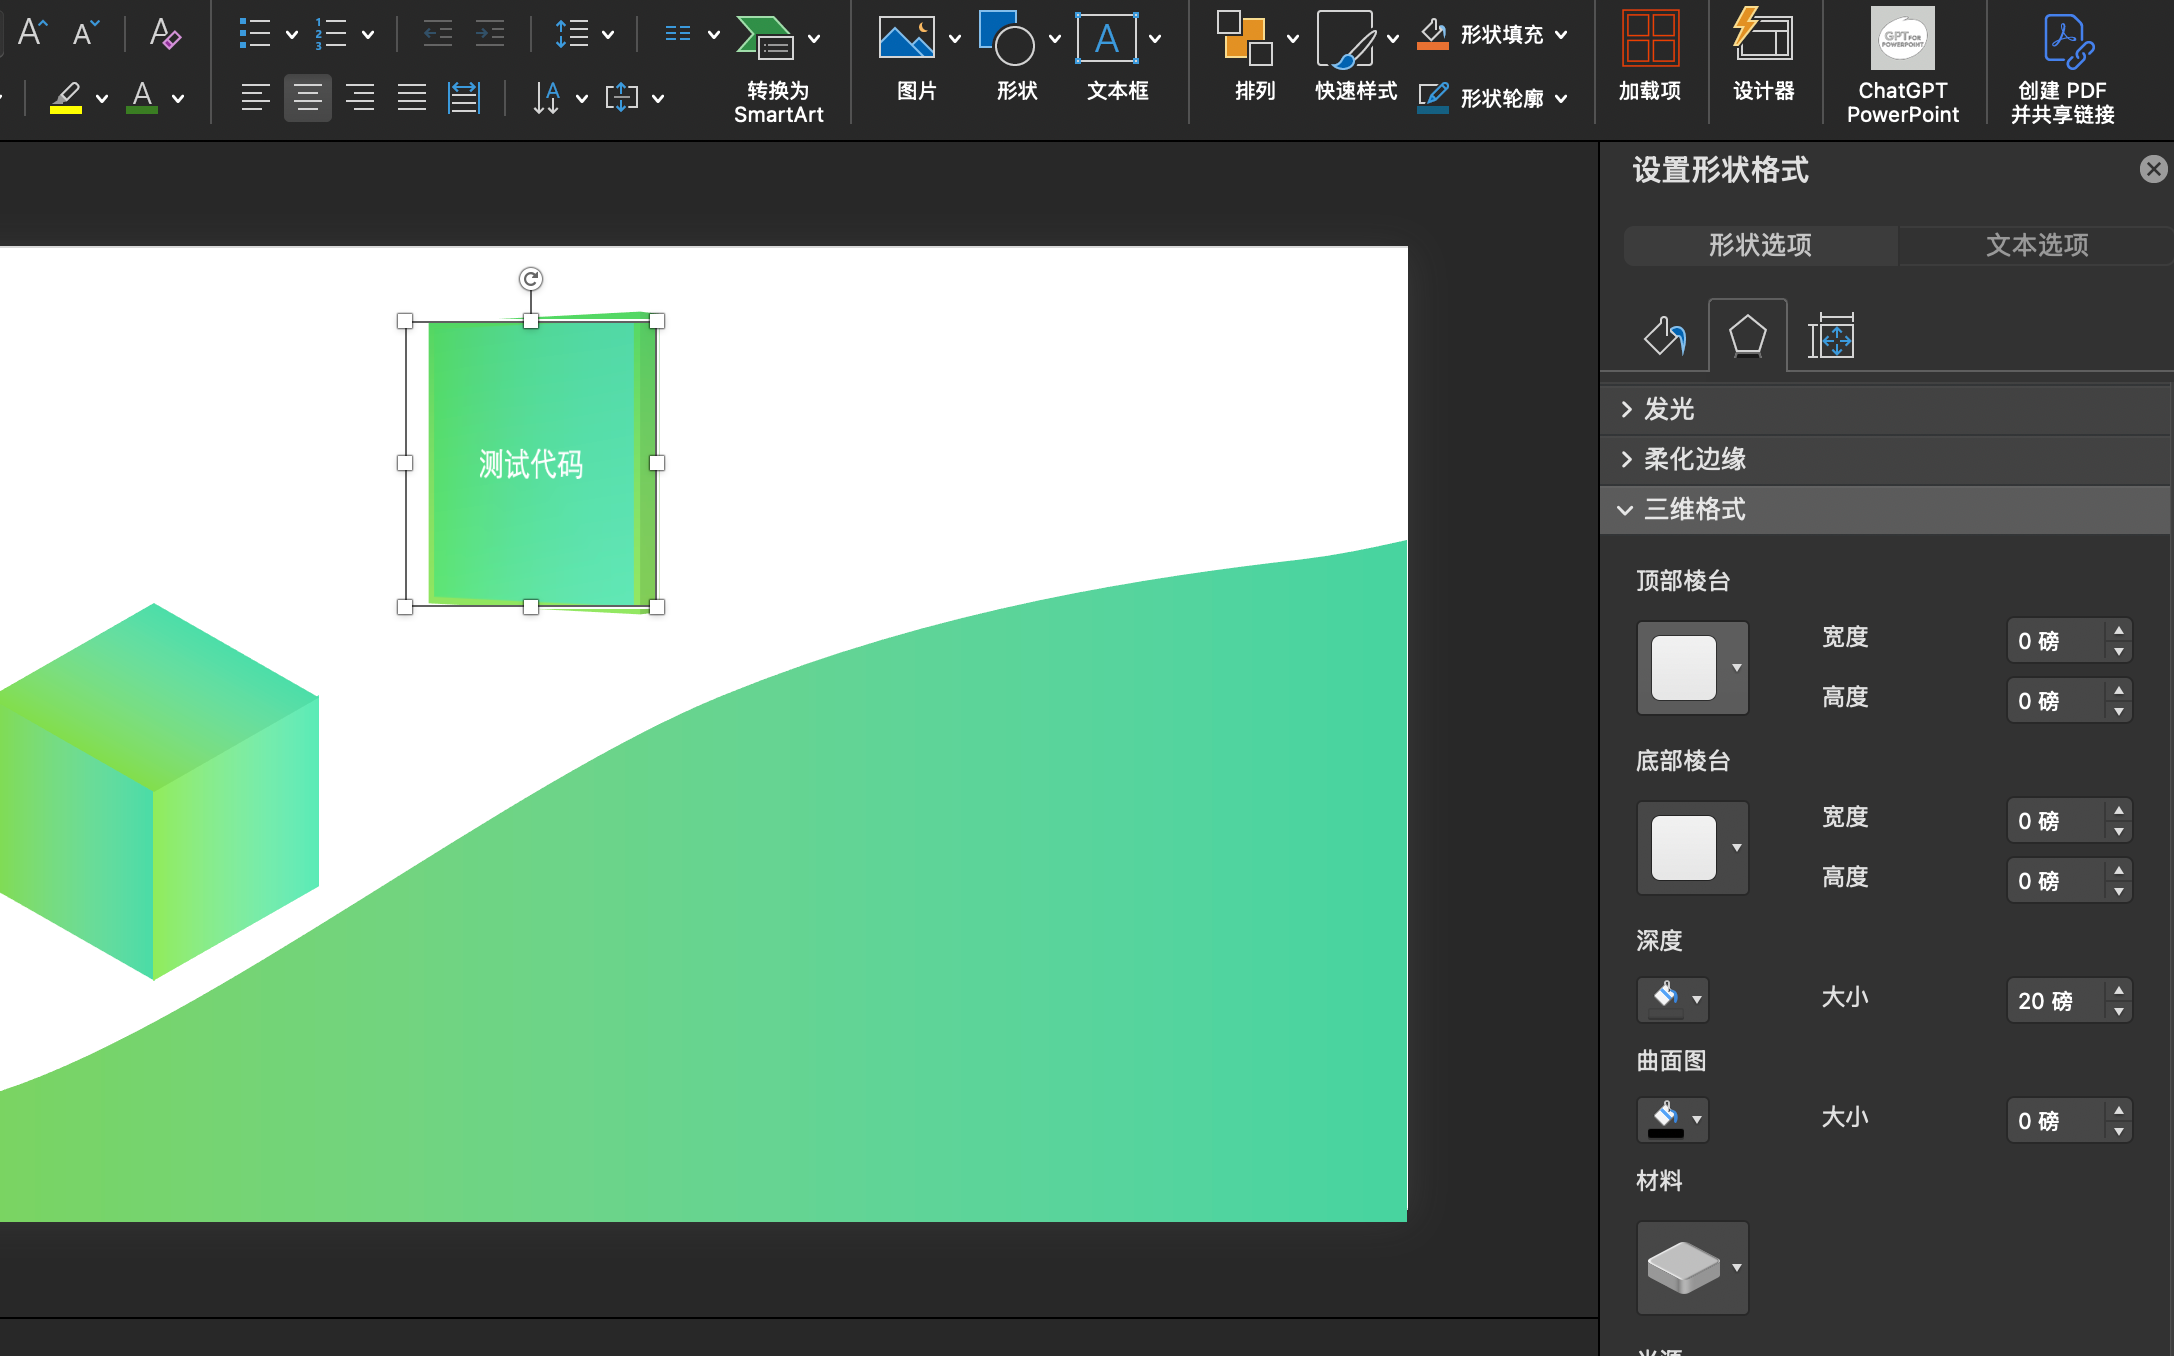 转换为
SmartArt
图片
形状
文本框
排列
快速样式
形状填充
形状轮廓
加载项
设计器
GPT FOR
POWERPOINT
ChatGPT
PowerPoint
创建 PDF
并共享链接
设置形状格式
形状选项
文本选项
发光
柔化边缘
三维格式
顶部棱台
宽度
0 磅
高度
0 磅
底部棱台
宽度
0 磅
高度
0 磅
深度
大小
20 磅
曲面图
大小
0 磅
材料
测试代码